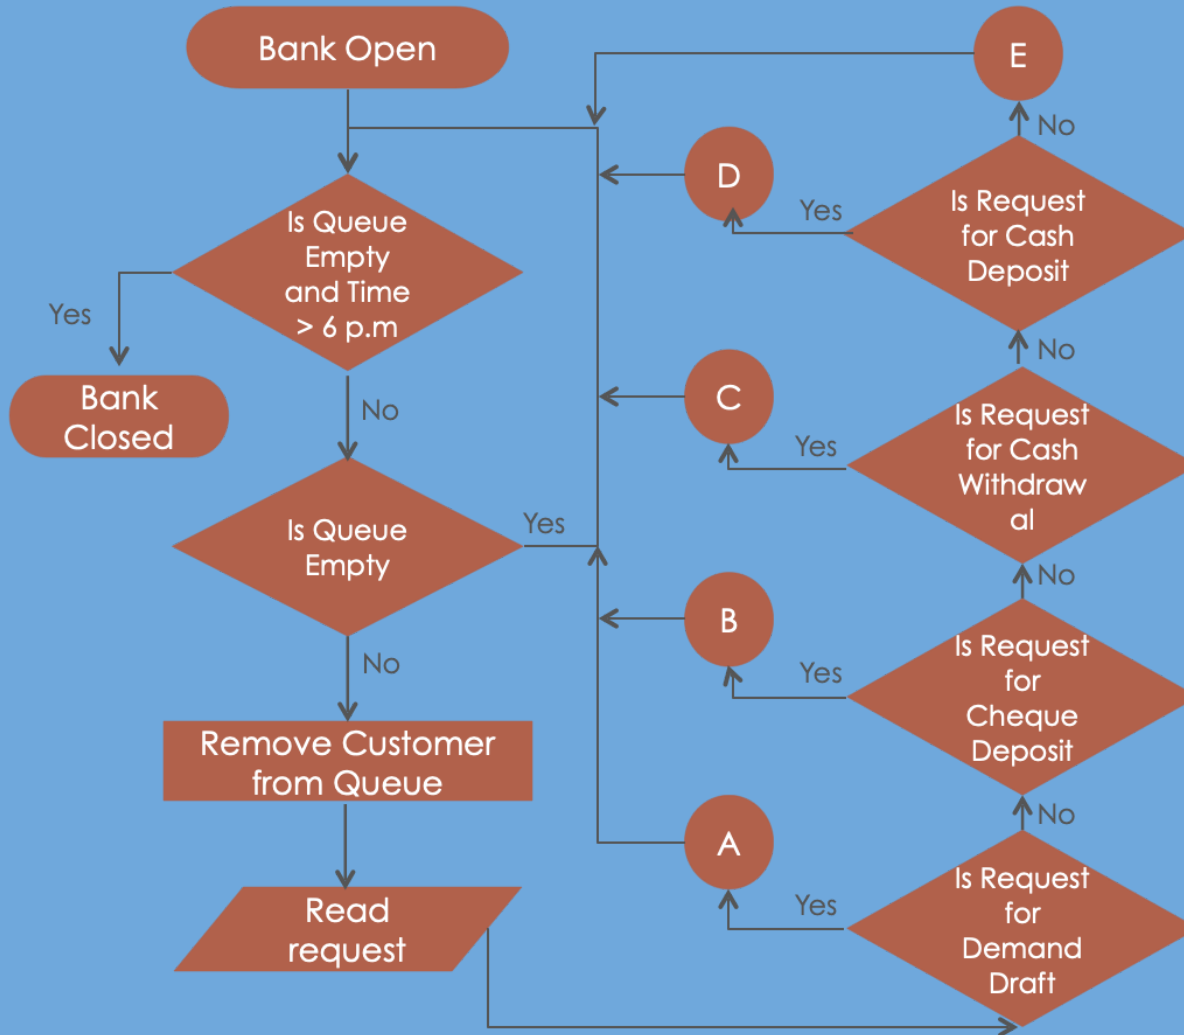 Bank Open
Is Queue
Empty
and Time
> 6 p.m
Yes
Bank
Closed
No
Is Queue
Empty
Yes
No
Remove Customer
from Queue
Read
request
Is Request
for
Demand
Draft
Yes
A
No
Is Request
for
Cheque
Deposit
Yes
B
No
Is Request
for Cash
Withdraw
al
Yes
C
No
Is Request
for Cash
Deposit
Yes
D
No
E